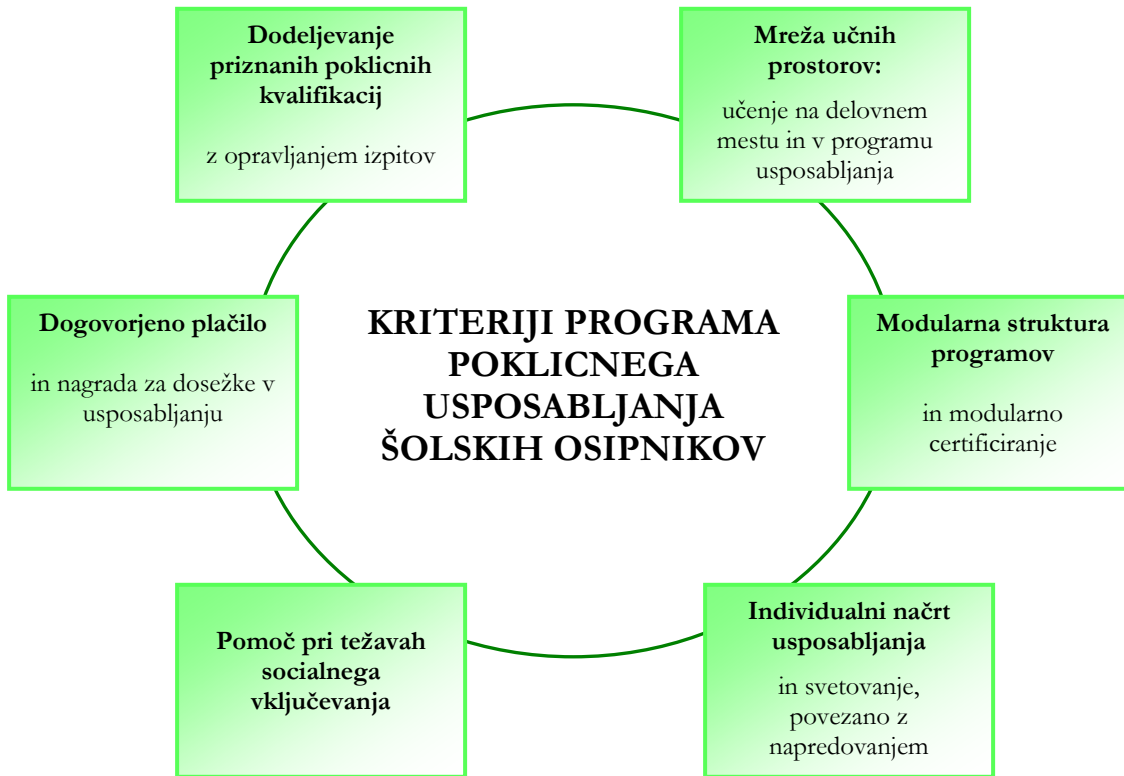 Dodeljevanje
priznanih poklicnih
kvalifikacij
z opravljanjem izpitov
Mreža učnih
prostorov:
učenje na delovnem
mestu in v programu
usposabljanja
Dogovorjeno plačilo
in nagrada za dosežke v
usposabljanju
KRITERIJI PROGRAMA
POKLICNEGA
USPOSABLJANJA
ŠOLSKIH OSIPNIKOV
Modularna struktura
programov
in modularno
certificiranje
Pomoč pri težavah
socialnega
vključevanja
Individualni načrt
usposabljanja
in svetovanje,
povezano z
napredovanjem